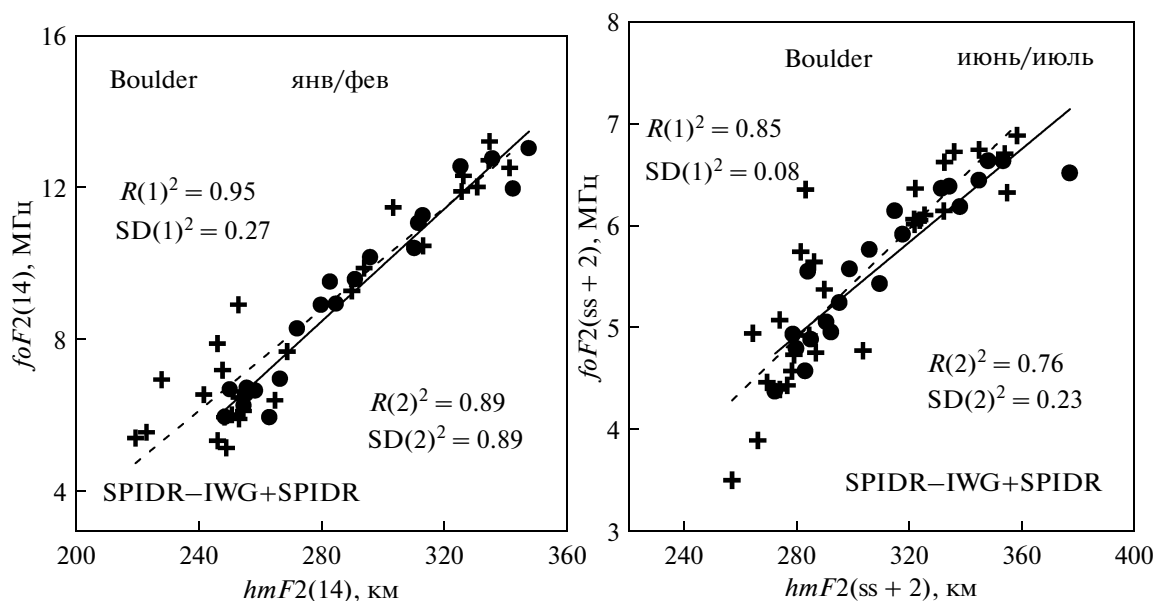 16
12
8
4
foF2(14), МГц
Boulder янв/фев
R(1)² = 0.95
SD(1)² = 0.27
R(2)² = 0.89
SD(2)² = 0.89
SPIDR–IWG+SPIDR
200 240 280 320 360
hmF2(14), км
8
7
6
5
4
3
foF2(ss + 2), МГц
Boulder июнь/июль
R(1)² = 0.85
SD(1)² = 0.08
R(2)² = 0.76
SD(2)² = 0.23
SPIDR–IWG+SPIDR
240 280 320 360 400
hmF2(ss + 2), км